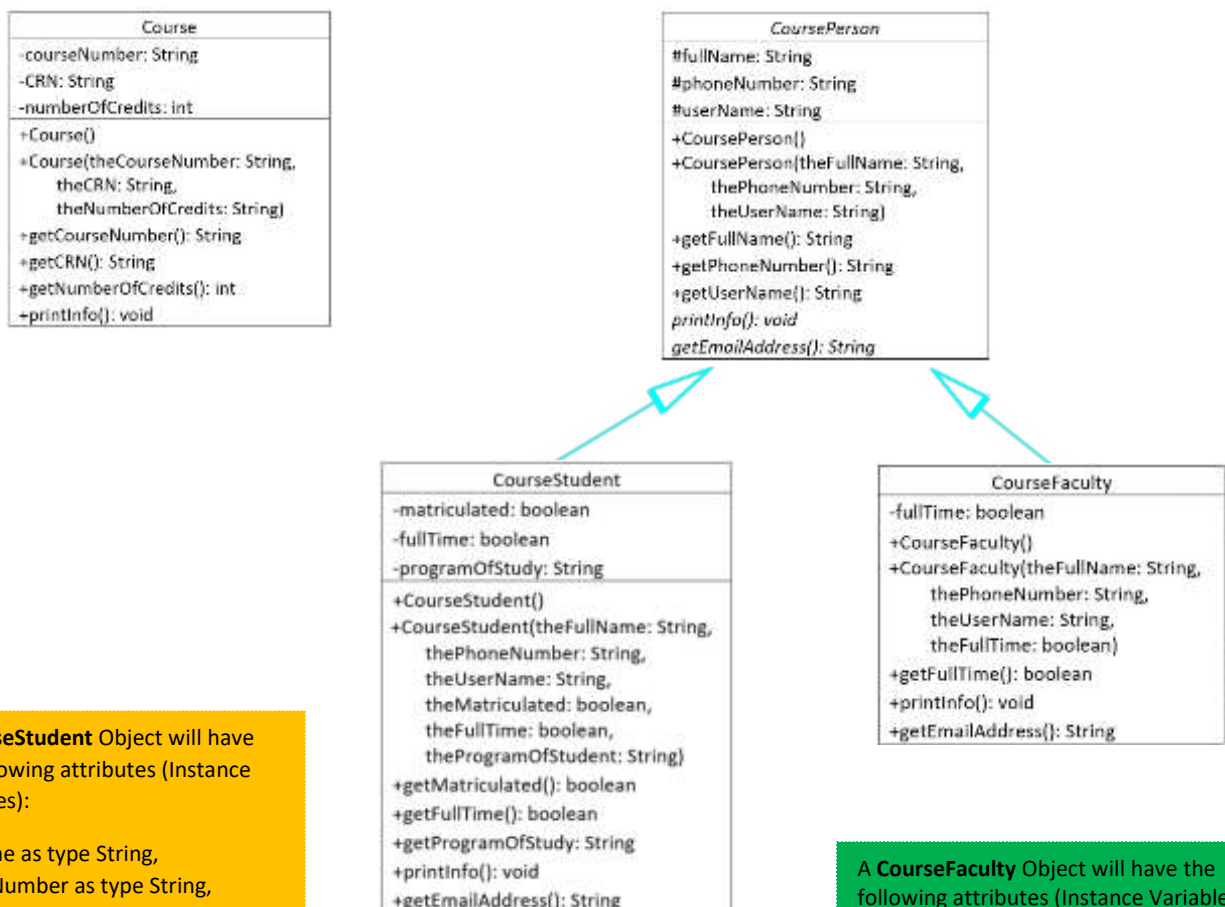 Course
-courseNumber: String
-CRN: String
-numberOfCredits: int
+Course()
+Course(theCourseNumber: String,
theCRN: String,
theNumberOfCredits: String)
+getCourseNumber(): String
+getCRN(): String
+getNumberOfCredits(): int
+printInfo(): void
CoursePerson
#fullName: String
#phoneNumber: String
#userName: String
+CoursePerson()
+CoursePerson(theFullName: String,
thePhoneNumber: String,
theUserName: String)
+getFullName(): String
+getPhoneNumber(): String
+getUserName(): String
printInfo(): void
getEmailAddress(): String
CourseStudent
-matriculated: boolean
-fullTime: boolean
-programOfStudy: String
+CourseStudent()
+CourseStudent(theFullName: String,
thePhoneNumber: String,
theUserName: String,
theMatriculated: boolean,
theFullTime: boolean,
theProgramOfStudent: String)
+getMatriculated(): boolean
+getFullTime(): boolean
+getProgramOfStudy: String
+printInfo(): void
+getEmailAddress(): String
CourseFaculty
-fullTime: boolean
+CourseFaculty()
+CourseFaculty(theFullName: String,
thePhoneNumber: String,
theUserName: String,
theFullTime: boolean)
+getFullTime(): boolean
+printInfo(): void
+getEmailAddress(): String
seStudent Object will have
owing attributes (Instance
es):
ne as type String,
Number as type String,
A CourseFaculty Object will have the
following attributes (Instance Variable